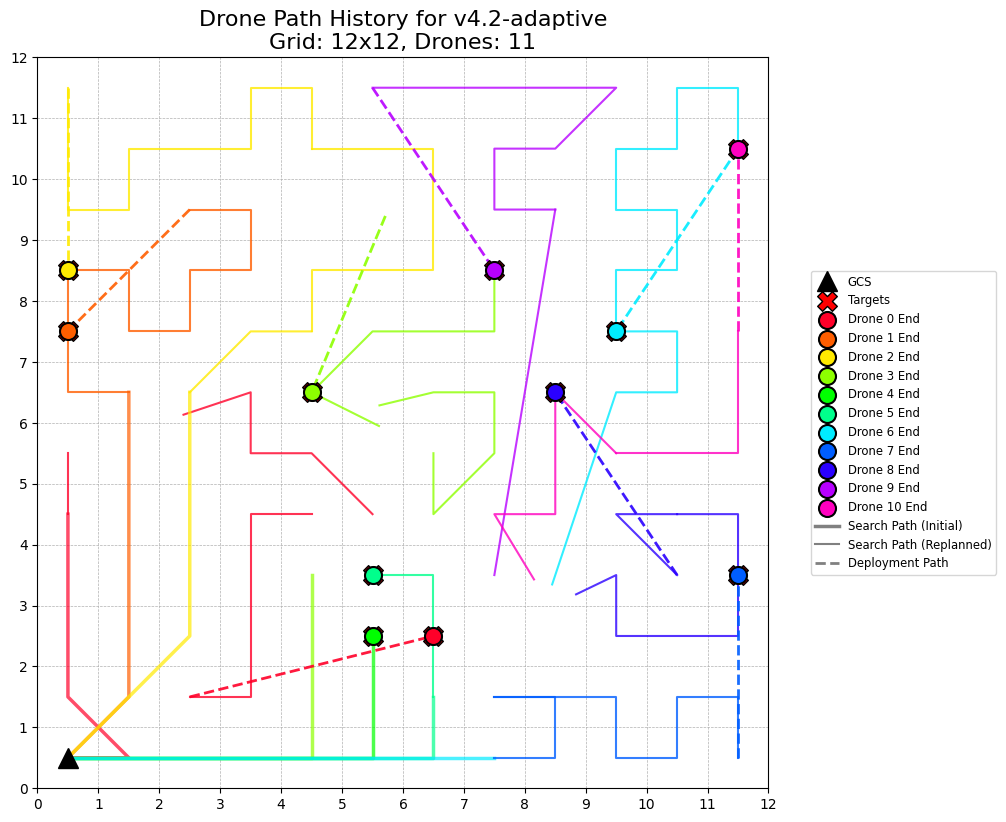 Drone Path History for v4.2-adaptive
Grid: 12x12, Drones: 11
12
11
10
9
8
7
6
5
4
3
2
1
0
0 1 2 3 4 5 6 7 8 9 10 11 12
GCS
Targets
Drone 0 End
Drone 1 End
Drone 2 End
Drone 3 End
Drone 4 End
Drone 5 End
Drone 6 End
Drone 7 End
Drone 8 End
Drone 9 End
Drone 10 End
Search Path (Initial)
Search Path (Replanned)
Deployment Path